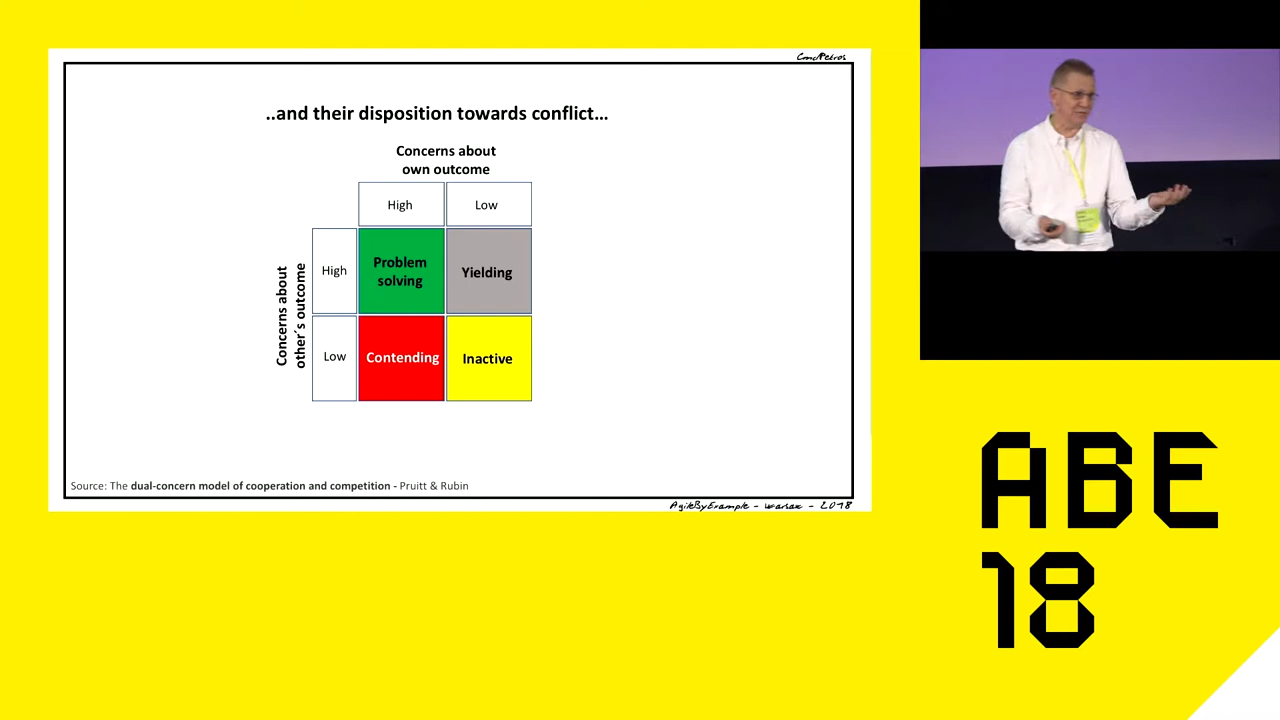 CmdPetros
..and their disposition towards conflict...
Concerns about
own outcome
High
Low
Concerns about
other´s outcome
High
Problem
solving
Yielding
Low
Contending
Inactive
Source: The dual-concern model of cooperation and competition - Pruitt & Rubin
AgileByExample - Warsaw - 2018
ABE
18